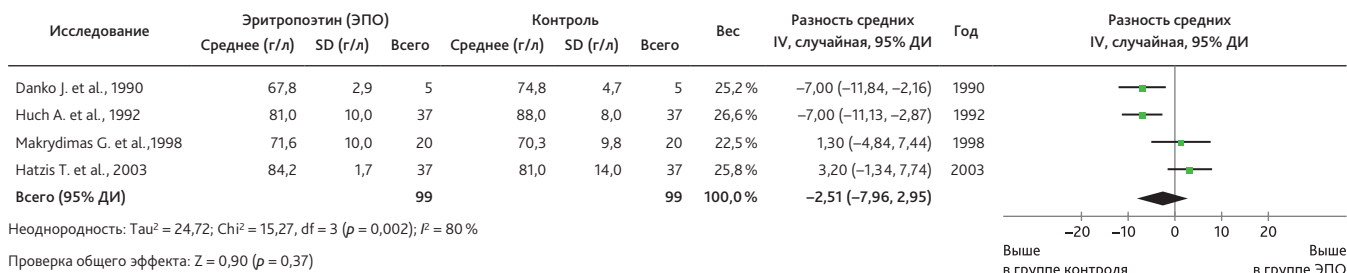 Исследование Эритропоэтин (ЭПО) Контроль Вес Разность средних IV, случайная, 95% ДИ Год Разность средних IV, случайная, 95% ДИ
Среднее (г/л) SD (г/л) Всего Среднее (г/л) SD (г/л) Всего
Danko J. et al., 1990 67,8 2,9 5 74,8 4,7 5 25,2 % −7,00 (−11,84, −2,16) 1990
Huch A. et al., 1992 81,0 10,0 37 88,0 8,0 37 26,6 % −7,00 (−11,13, −2,87) 1992
Makrydimas G. et al.,1998 71,6 10,0 20 70,3 9,8 20 22,5 % 1,30 (−4,84, 7,44) 1998
Hatzis T. et al., 2003 84,2 1,7 37 81,0 14,0 37 25,8 % 3,20 (−1,34, 7,74) 2003
Всего (95% ДИ) 99 99 100,0 % −2,51 (−7,96, 2,95)
Неоднородность: Tau² = 24,72; Chi² = 15,27, df = 3 (p = 0,002); I² = 80 %
Проверка общего эффекта: Z = 0,90 (p = 0,37)
−20 −10 0 10 20
Выше Выше
в группе контроля в группе ЭПО